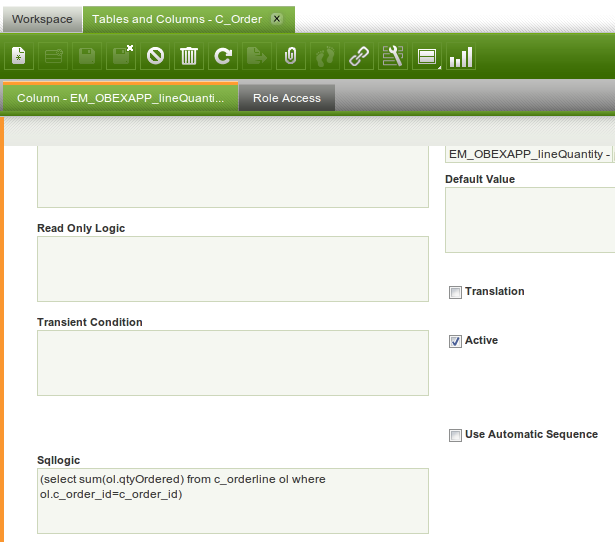 Workspace
Tables and Columns - C_Order
Column - EM_OBEXAPP_lineQuanti...
Role Access
EM_OBEXAPP_lineQuantity -
Default Value
Read Only Logic
Translation
Transient Condition
Active
Use Automatic Sequence
Sqllogic
(select sum(ol.qtyOrdered) from c_orderline ol where
ol.c_order_id=c_order_id)